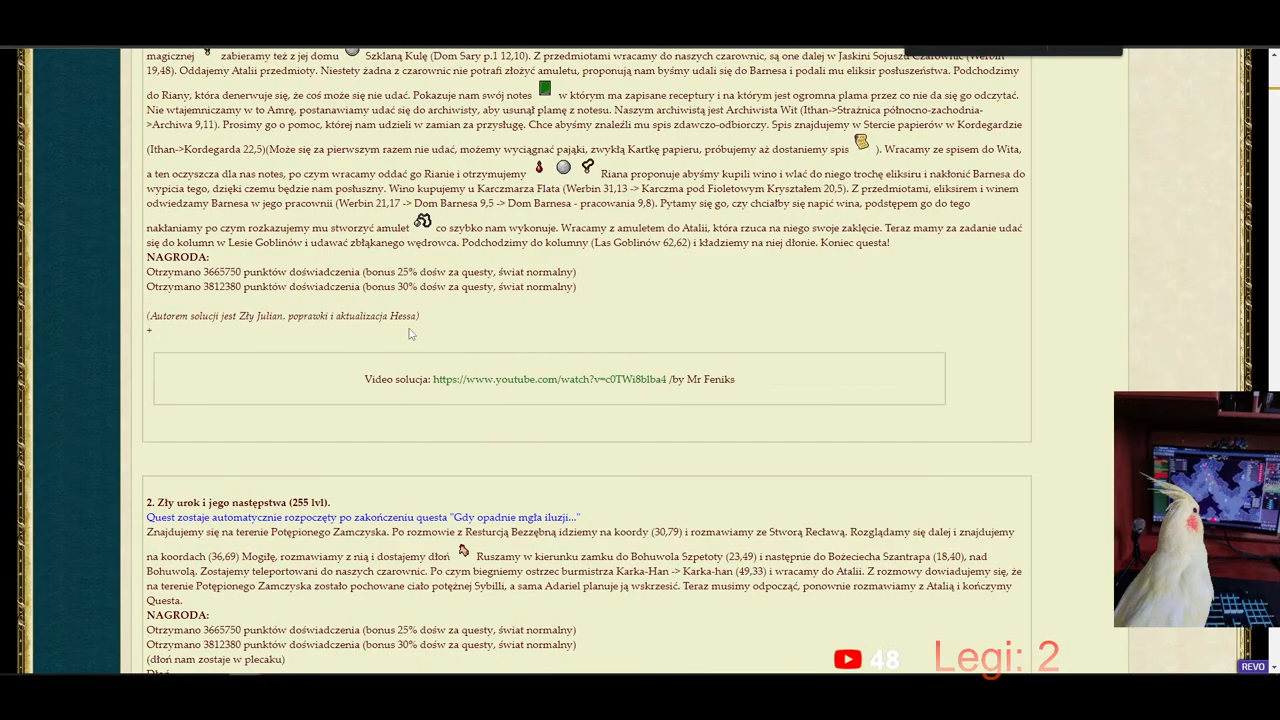 magicznej zabieramy też z jej domu Szklaną Kulę (Dom Sary p.1 12,10). Z przedmiotami wracamy do naszych czarownic, są one dalej w Jaskini Sojuszu Czarownic (Werbin
19,48). Oddajemy Atalii przedmioty. Niestety żadna z czarownic nie potrafi złożyć amuletu, proponują nam byśmy udali się do Barnesa i podali mu eliksir posłuszeństwa. Podchodzimy
do Riany, która denerwuje się, że coś może się nie udać. Pokazuje nam swój notes w którym ma zapisane receptury i na którym jest ogromna plama przez co nie da się go odczytać.
Nie wtajemniczamy w to Amrę, postanawiamy udać się do archiwisty, aby usunął plamę z notesu. Naszym archiwistą jest Archiwista Wit (Ithan->Strażnica północno-zachodnia-
>Archiwa 9,11). Prosimy go o pomoc, której nam udzieli w zamian za przysługę. Chce abyśmy znaleźli mu spis zdawczo-odbiorczy. Spis znajdujemy w Stercie papierów w Kordegardzie
(Ithan->Kordegarda 22,5)(Może się za pierwszym razem nie udać, możemy wyciągnać pająki, zwykłą Kartkę papieru, próbujemy aż dostaniemy spis ). Wracamy ze spisem do Wita,
a ten oczyszcza dla nas notes, po czym wracamy oddać go Rianie i otrzymujemy Riana proponuje abyśmy kupili wino i wlać do niego trochę eliksiru i nakłonić Barnesa do
wypicia tego, dzięki czemu będzie nam posłuszny. Wino kupujemy u Karczmarza Flata (Werbin 31,13 -> Karczma pod Fioletowym Kryształem 20,5). Z przedmiotami, eliksirem i winem
odwiedzamy Barnesa w jego pracowni (Werbin 21,17 -> Dom Barnesa 9,5 -> Dom Barnesa - pracowania 9,8). Pytamy się go, czy chciałby się napić wina, podstępem go do tego
nakłaniamy po czym rozkazujemy mu stworzyć amulet co szybko nam wykonuje. Wracamy z amuletem do Atalii, która rzuca na niego swoje zaklęcie. Teraz mamy za zadanie udać
się do kolumn w Lesie Goblinów i udawać zbłąkanego wędrowca. Podchodzimy do kolumny (Las Goblinów 62,62) i kładziemy na niej dłonie. Koniec questa!
NAGRODA:
Otrzymano 3665750 punktów doświadczenia (bonus 25% dośw za questy, świat normalny)
Otrzymano 3812380 punktów doświadczenia (bonus 30% dośw za questy, świat normalny)
(Autorem solucji jest Zły Julian, poprawki i aktualizacja Hessa)
+
Video solucja: https://www.youtube.com/watch?v=c0TWi8blba4 /by Mr Feniks
2. Zły urok i jego następstwa (255 lvl).
Quest zostaje automatycznie rozpoczęty po zakończeniu questa "Gdy opadnie mgła iluzji..."
Znajdujemy się na terenie Potępionego Zamczyska. Po rozmowie z Resturcją Bezzębną idziemy na koordy (30,79) i rozmawiamy ze Stworą Recławą. Rozglądamy się dalej i znajdujemy
na koordach (36,69) Mogiłę, rozmawiamy z nią i dostajemy dłoń Ruszamy w kierunku zamku do Bohuwola Szpetoty (23,49) i następnie do Bożeciecha Szantrapa (18,40), nad
Bohuwolą. Zostajemy teleportowani do naszych czarownic. Po czym biegniemy ostrzec burmistrza Karka-Han -> Karka-han (49,33) i wracamy do Atalii. Z rozmowy dowiadujemy się, że
na terenie Potępionego Zamczyska zostało pochowane ciało potężnej Sybilli, a sama Adariel planuje ją wskrzesić. Teraz musimy odpocząć, ponownie rozmawiamy z Atalią i kończymy
Questa.
NAGRODA:
Otrzymano 3665750 punktów doświadczenia (bonus 25% dośw za questy, świat normalny)
Otrzymano 3812380 punktów doświadczenia (bonus 30% dośw za questy, świat normalny)
(dłoń nam zostaje w plecaku)
48
Legi: 2
REVO